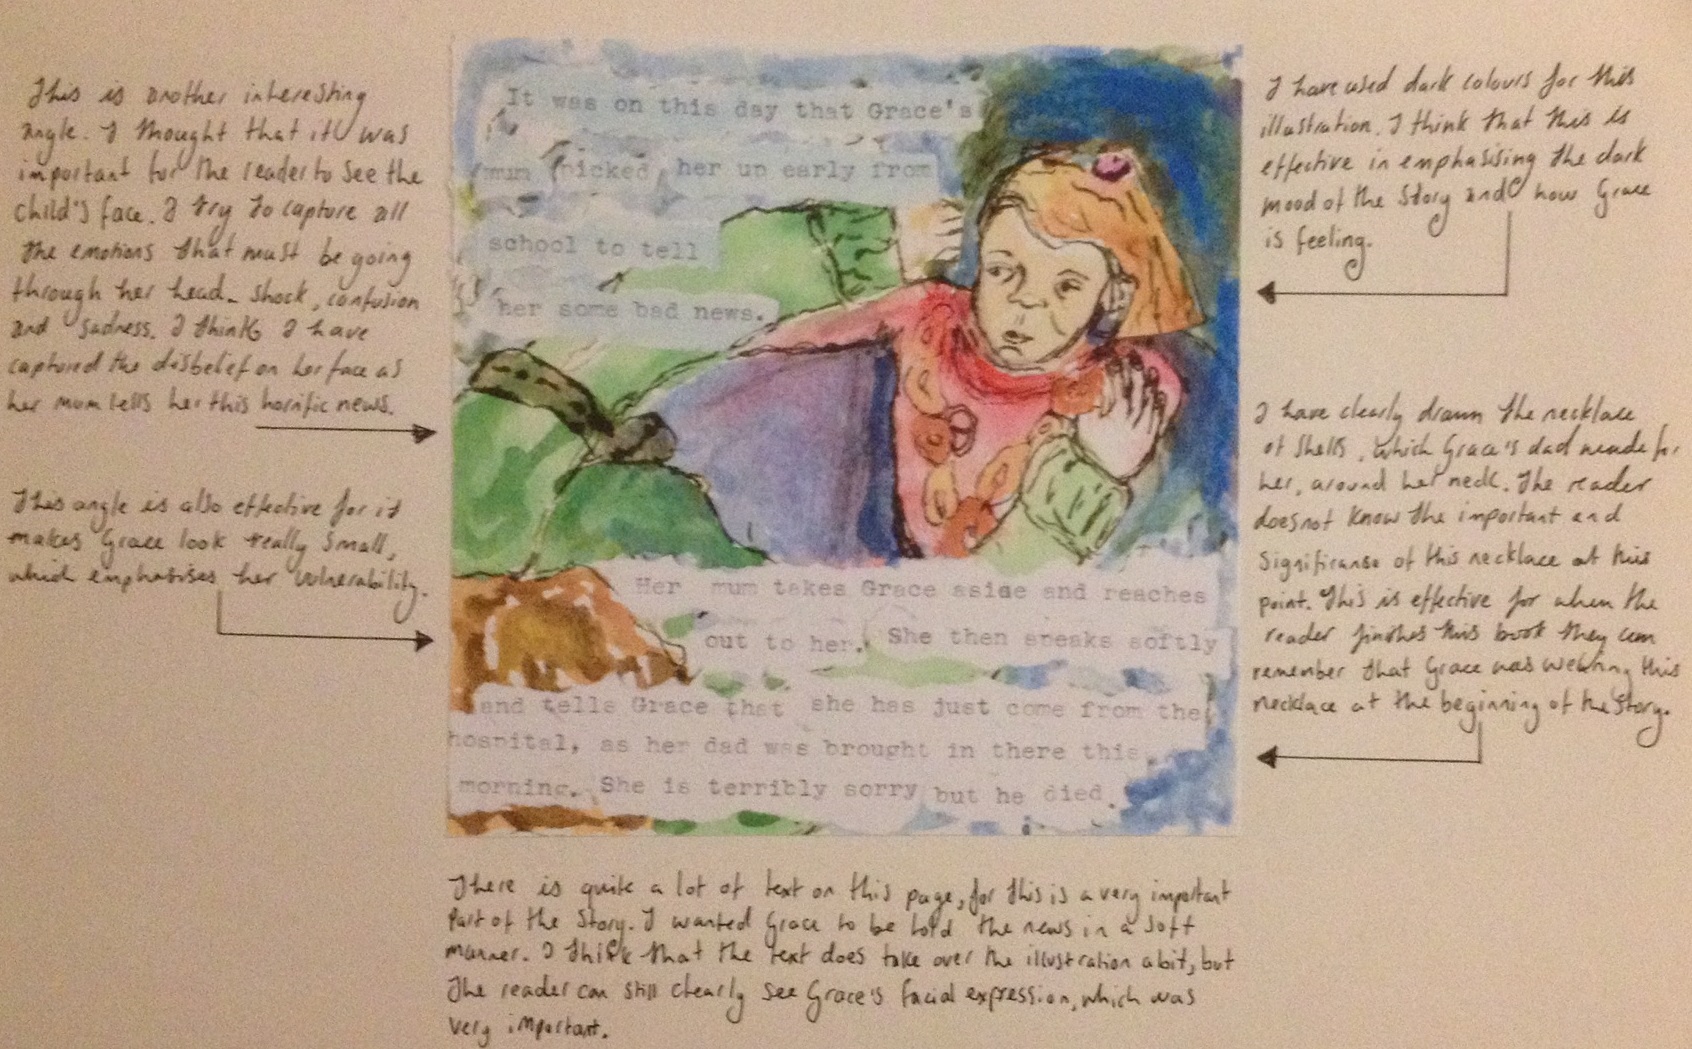 This is another interesting
angle. I thought that it was
important for the reader to see the
child's face. I try to capture all
the emotions that must be going
through her head. Shock, confusion
and sadness. I think I have
captured the disbelief on her face as
her mum tells her this horrific news.
This angle is also effective for it
makes Grace look really small,
which emphasises her vulnerability.
It was on this day that Grace's
mum picked her up early from
school to tell
her some bad news.
Her mum takes Grace aside and reaches
out to her. She then speaks softly
and tells Grace that she has just come from the
hospital, as her dad was brought in there this
morning. She is terribly sorry but he died.
I have used dark colours for this
illustration. I think that this is
effective in emphasising the dark
mood of the story and how Grace
is feeling.
I have clearly drawn the necklace
of shells, which Grace's dad made for
her, around her neck. The reader
does not know the important and
significanse of this necklace at this
point. This is effective for when the
reader finishes this book they can
remember that Grace was wearing this
necklace at the beginning of the story.
There is quite a lot of text on this page, for this is a very important
part of the story. I wanted Grace to be told the news in a soft
manner. I think that the text does take over the illustration abit, but
the reader can still clearly see Grace's facial expression, which was
very important.